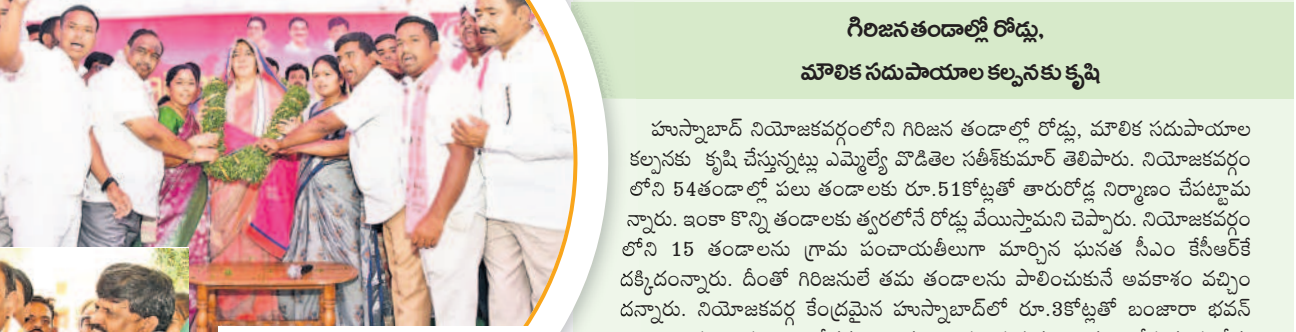 గిరిజనతండాల్లో రోడ్లు,
మౌలిక సదుపాయాల కల్పనకు కృషి
హుస్నాబాద్ నియోజకవర్గంలోని గిరిజన తండాల్లో రోడ్లు, మౌలిక సదుపాయాల
కల్పనకు కృషి చేస్తున్నట్లు ఎమ్మెల్యే వొడితెల సతీశ్‌కుమార్ తెలిపారు. నియోజకవర్గం
లోని 54తండాల్లో పలు తండాలకు రూ.51కోట్లతో తారురోడ్ల నిర్మాణం చేపట్టామ
న్నారు. ఇంకా కొన్ని తండాలకు త్వరలోనే రోడ్లు వేయిస్తామని చెప్పారు. నియోజకవర్గం
లోని 15 తండాలను గ్రామ పంచాయతీలుగా మార్చిన ఘనత సీఎం కేసీఆర్‌కే
దక్కిదంన్నారు. దీంతో గిరిజనులే తమ తండాలను పాలించుకునే అవకాశం వచ్చిం
దన్నారు. నియోజకవర్గ కేంద్రమైన హుస్నాబాద్‌లో రూ.3కోట్లతో బంజారా భవన్